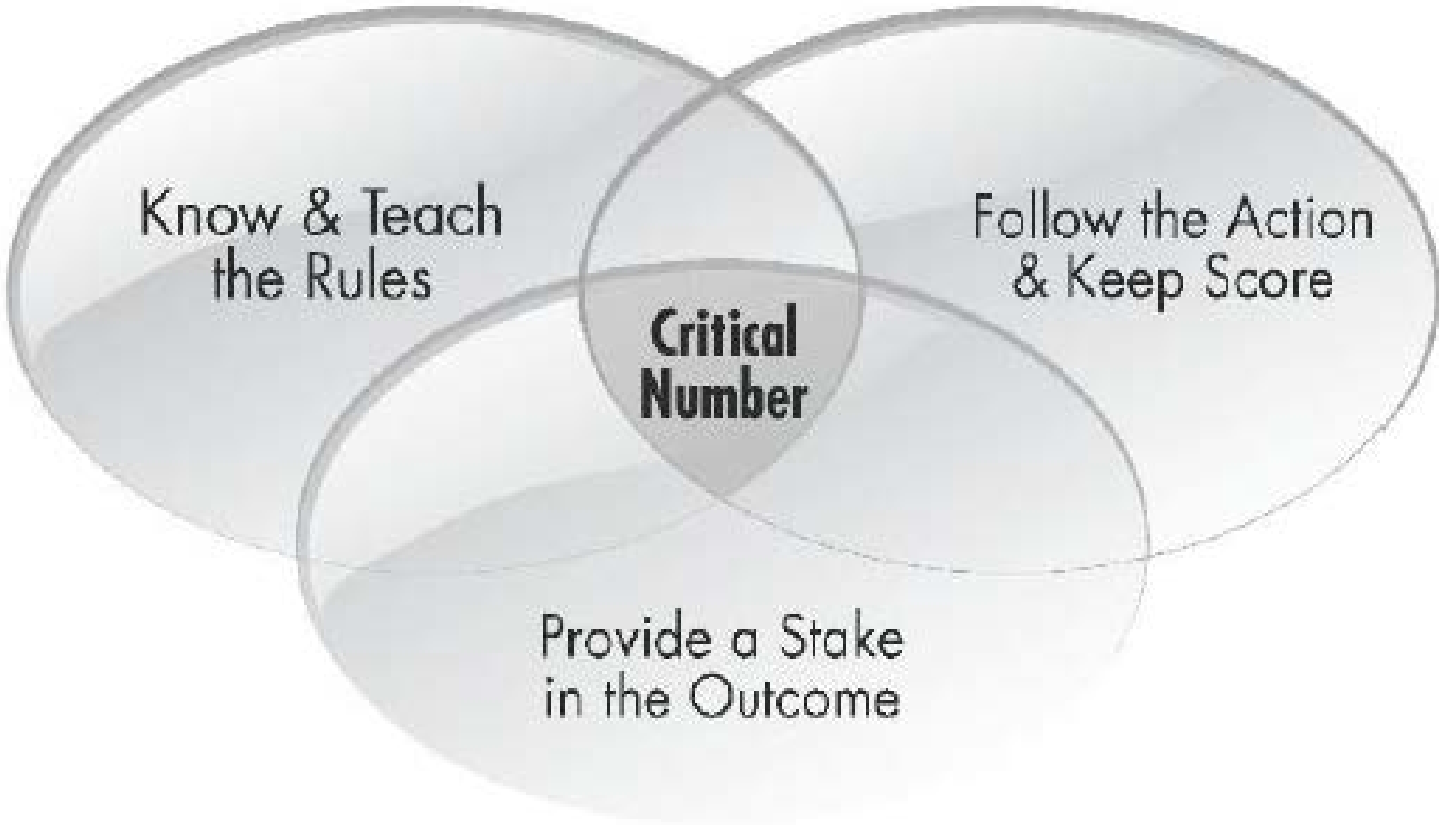 Know & Teach
the Rules
Follow the Action
& Keep Score
Critical
Number
Provide a Stake
in the Outcome